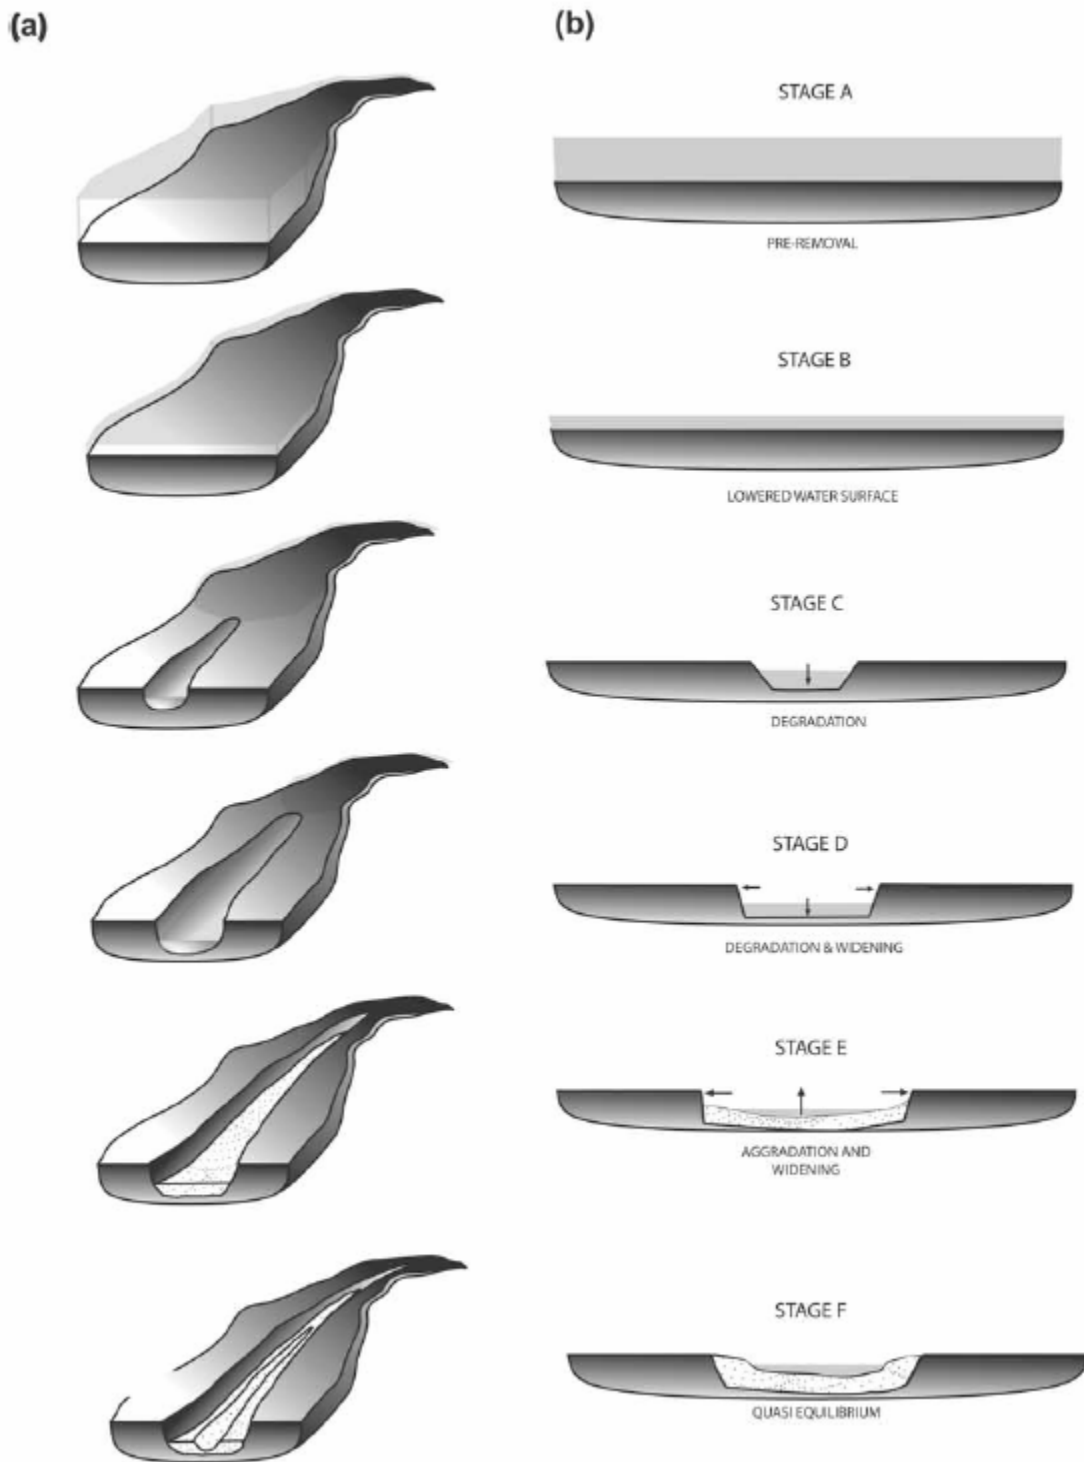 (a)
(b)
STAGE A
PRE-REMOVAL
STAGE B
LOWERED WATER SURFACE
STAGE C
DEGRADATION
STAGE D
DEGRADATION & WIDENING
STAGE E
AGGRADATION AND
WIDENING
STAGE F
QUASI EQUILIBRIUM